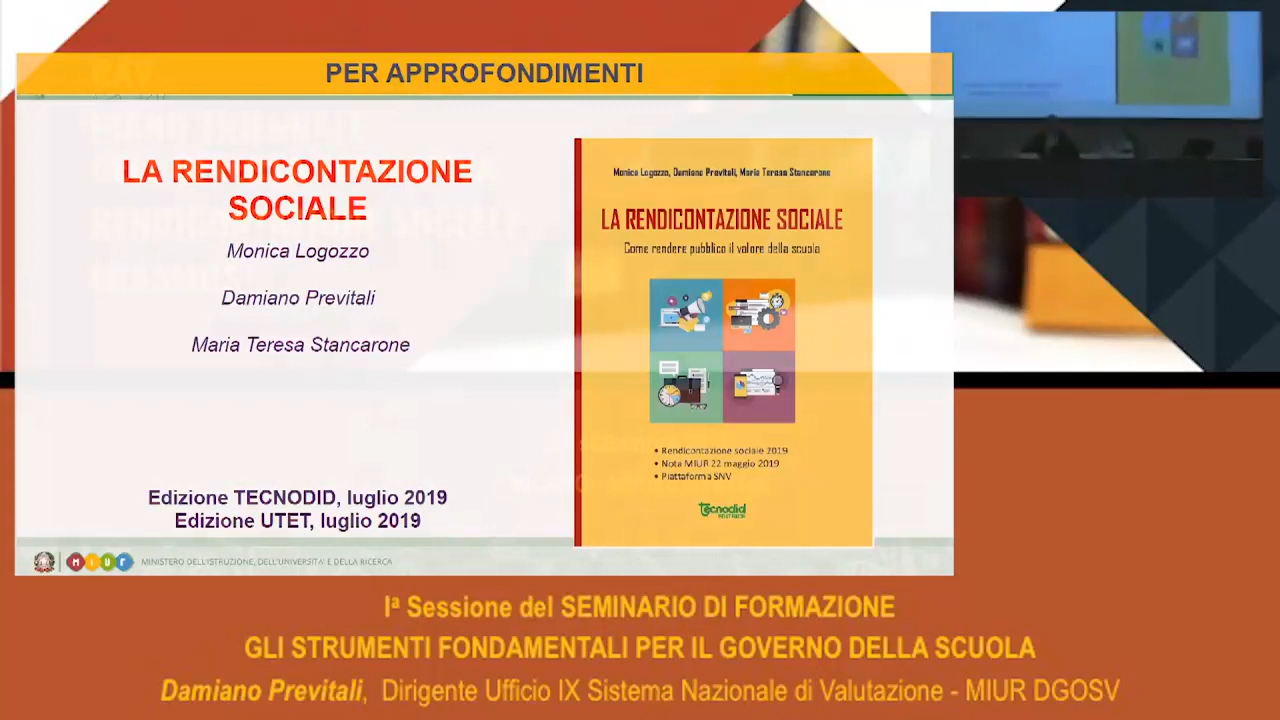 PER APPROFONDIMENTI
LA RENDICONTAZIONE
SOCIALE
Monica Logozzo
Damiano Previtali
Maria Teresa Stancarone
Edizione TECNODID, luglio 2019
Edizione UTET, luglio 2019
Monica Logozzo, Damiano Previtali, Maria Teresa Stancarone
LA RENDICONTAZIONE SOCIALE
Come rendere pubblico il valore della scuola
• Rendicontazione sociale 2019
• Nota MIUR 22 maggio 2019
• Piattaforma SNV
Tecnodid
EDITRICE
MIUR MINISTERO DELL'ISTRUZIONE, DELL'UNIVERSITA' E DELLA RICERCA
Iª Sessione del SEMINARIO DI FORMAZIONE
GLI STRUMENTI FONDAMENTALI PER IL GOVERNO DELLA SCUOLA
Damiano Previtali, Dirigente Ufficio IX Sistema Nazionale di Valutazione - MIUR DGOSV